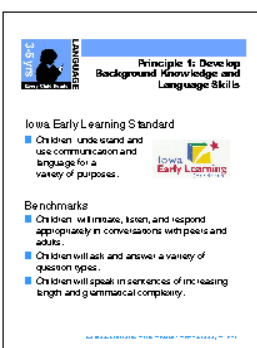 3-5 yrs
LANGUAGE
Every Child Reads
Principle 1: Develop
Background Knowledge and
Language Skills
Iowa Early Learning Standard
Children understand and
use communication and
language for a
variety of purposes.
Iowa
Early Learning
Benchmarks
Children will initiate, listen, and respond
appropriately in conversations with peers and
adults.
Children will ask and answer a variety of
question types.
Children will speak in sentences of increasing
length and grammatical complexity.